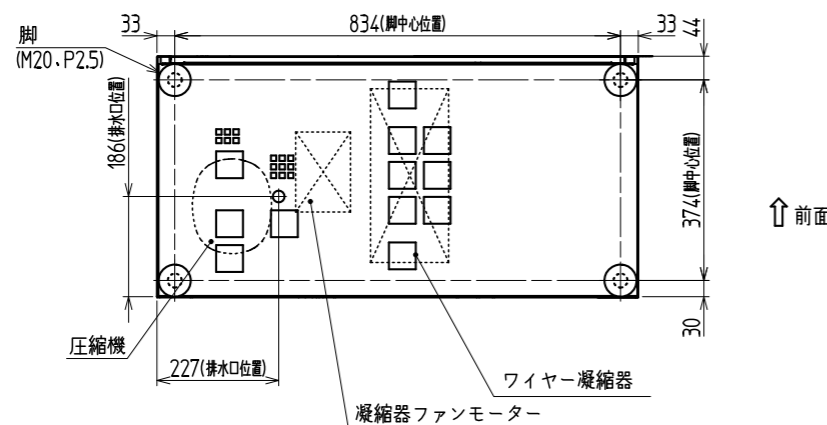 33
834(脚中心位置)
33
44
脚
(M20、P2.5)
186(排水口位置)
374(脚中心位置)
前面
30
圧縮機
227(排水口位置)
ワイヤー凝縮器
凝縮器ファンモーター